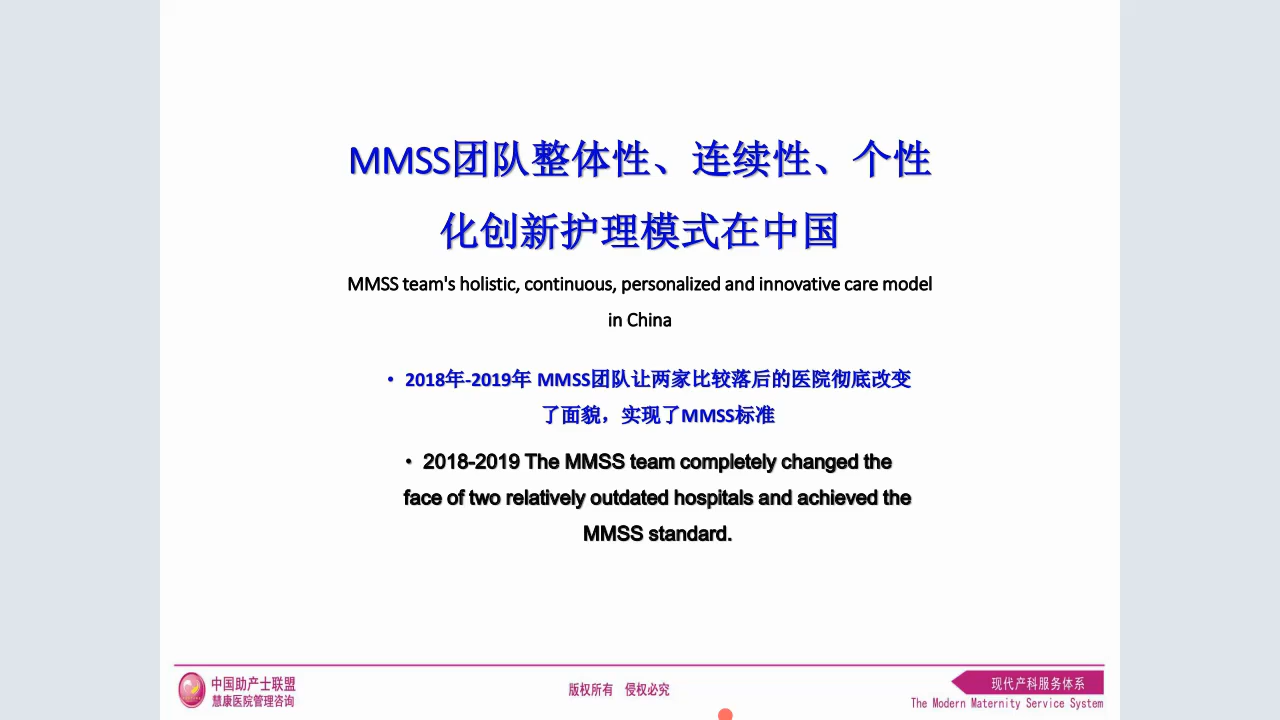 MMSS团队整体性、连续性、个性
化创新护理模式在中国
MMSS team's holistic, continuous, personalized and innovative care model
in China
• 2018年-2019年 MMSS团队让两家比较落后的医院彻底改变
了面貌，实现了MMSS标准
• 2018-2019 The MMSS team completely changed the
face of two relatively outdated hospitals and achieved the
MMSS standard.
中国助产士联盟
慧康医院管理咨询
版权所有 侵权必究
现代产科服务体系
The Modern Maternity Service System